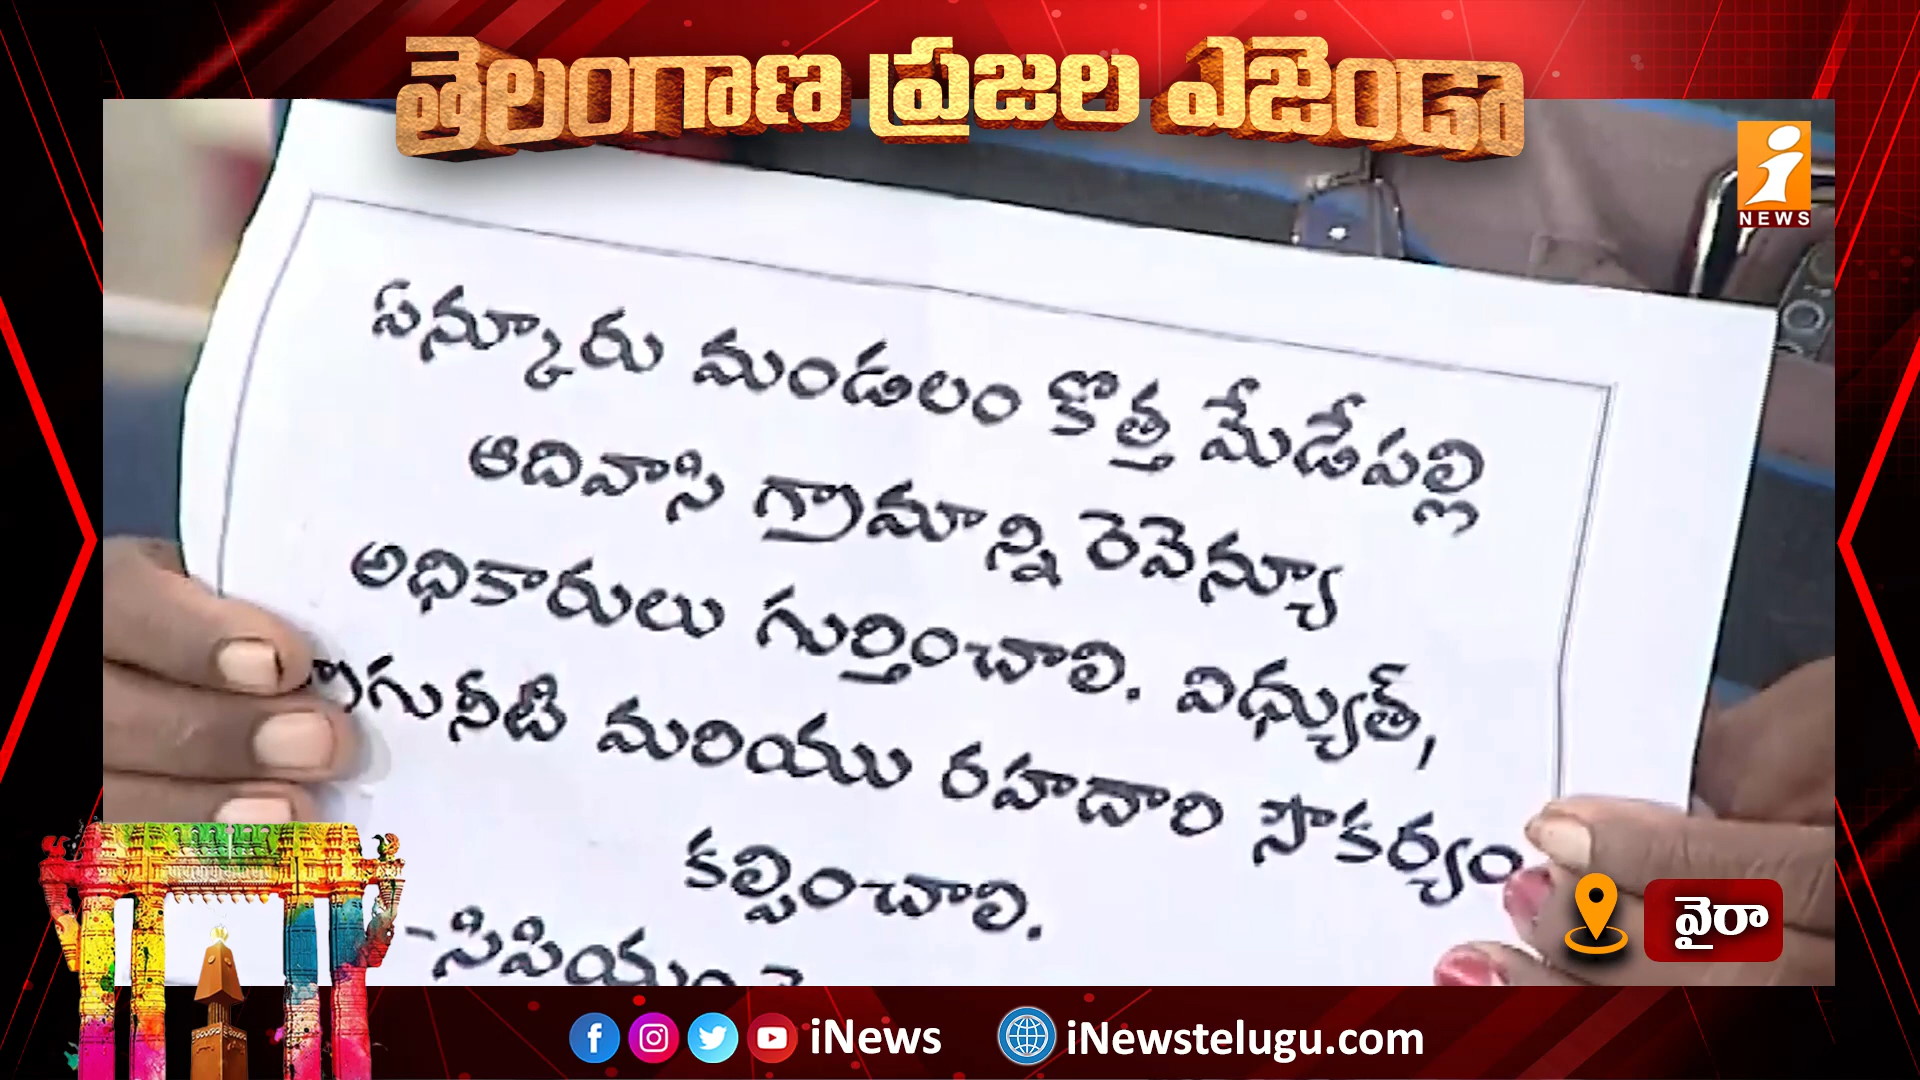 తెలంగాణ ప్రజల ఎజెండా
i
NEWS
ఏన్కూరు మండలం కొత్త మేడేపల్లి
ఆదివాసి గ్రామాన్ని రెవెన్యూ
అధికారులు గుర్తించాలి. విధ్యుత్,
మరియు రహదారి సౌకర్యం
కల్పించాలి.
వైరా
iNews
iNewstelugu.com